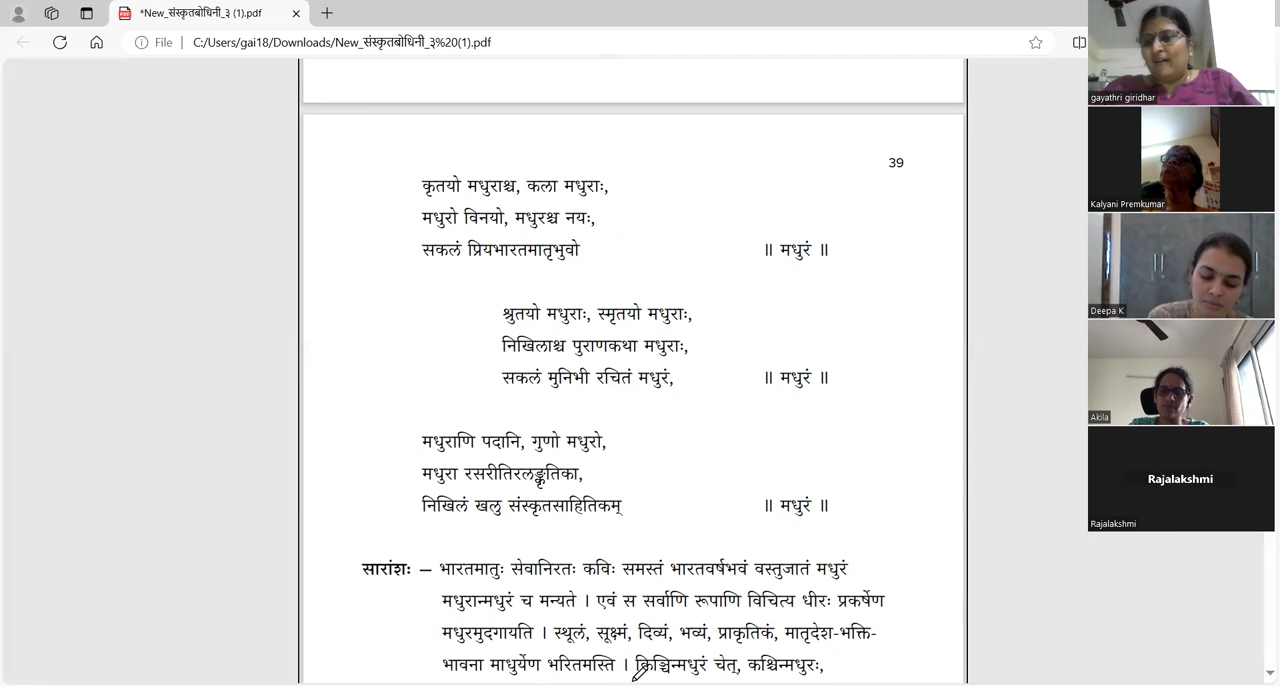 *New_संस्कृतबोधिनी_३ (1).pdf
File
C:/Users/gai18/Downloads/New_संस्कृतबोधिनी_३%20(1).pdf
39
कृतयो मधुराश्च, कला मधुराः,
मधुरो विनयो, मधुरश्च नयः,
सकलं प्रियभारतमातृभुवो ॥ मधुरं ॥
श्रुतयो मधुराः, स्मृतयो मधुराः,
निखिलाश्च पुराणकथा मधुराः,
सकलं मुनिभी रचितं मधुरं, ॥ मधुरं ॥
मधुराणि पदानि, गुणो मधुरो,
मधुरा रसरीतिरलङ्कृतिका,
निखिलं खलु संस्कृतसाहितिकम् ॥ मधुरं ॥
सारांशः – भारतमातुः सेवानिरतः कविः समस्तं भारतवर्षभवं वस्तुजातं मधुरं
मधुरान्मधुरं च मन्यते । एवं स सर्वाणि रूपाणि विचित्य धीरः प्रकर्षेण
मधुरमुदगायति । स्थूलं, सूक्ष्मं, दिव्यं, भव्यं, प्राकृतिकं, मातृदेश-भक्ति-
भावना माधुर्येण भरितमस्ति । किञ्चिन्मधुरं चेत्, कश्चिन्मधुरः,
gayathri giridhar
Kalyani Premkumar
Deepa K
Akila
Rajalakshmi
Rajalakshmi